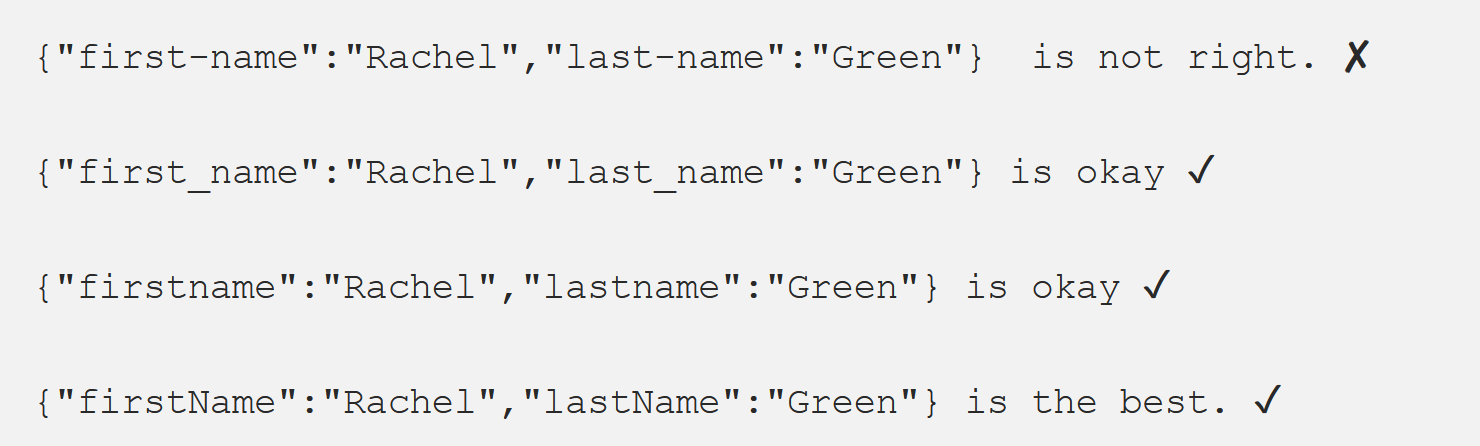 {"first-name":"Rachel","last-name":"Green"}  is not right. ✗
{"first_name":"Rachel","last_name":"Green"} is okay ✓
{"firstname":"Rachel","lastname":"Green"} is okay ✓
{"firstName":"Rachel","lastName":"Green"} is the best. ✓